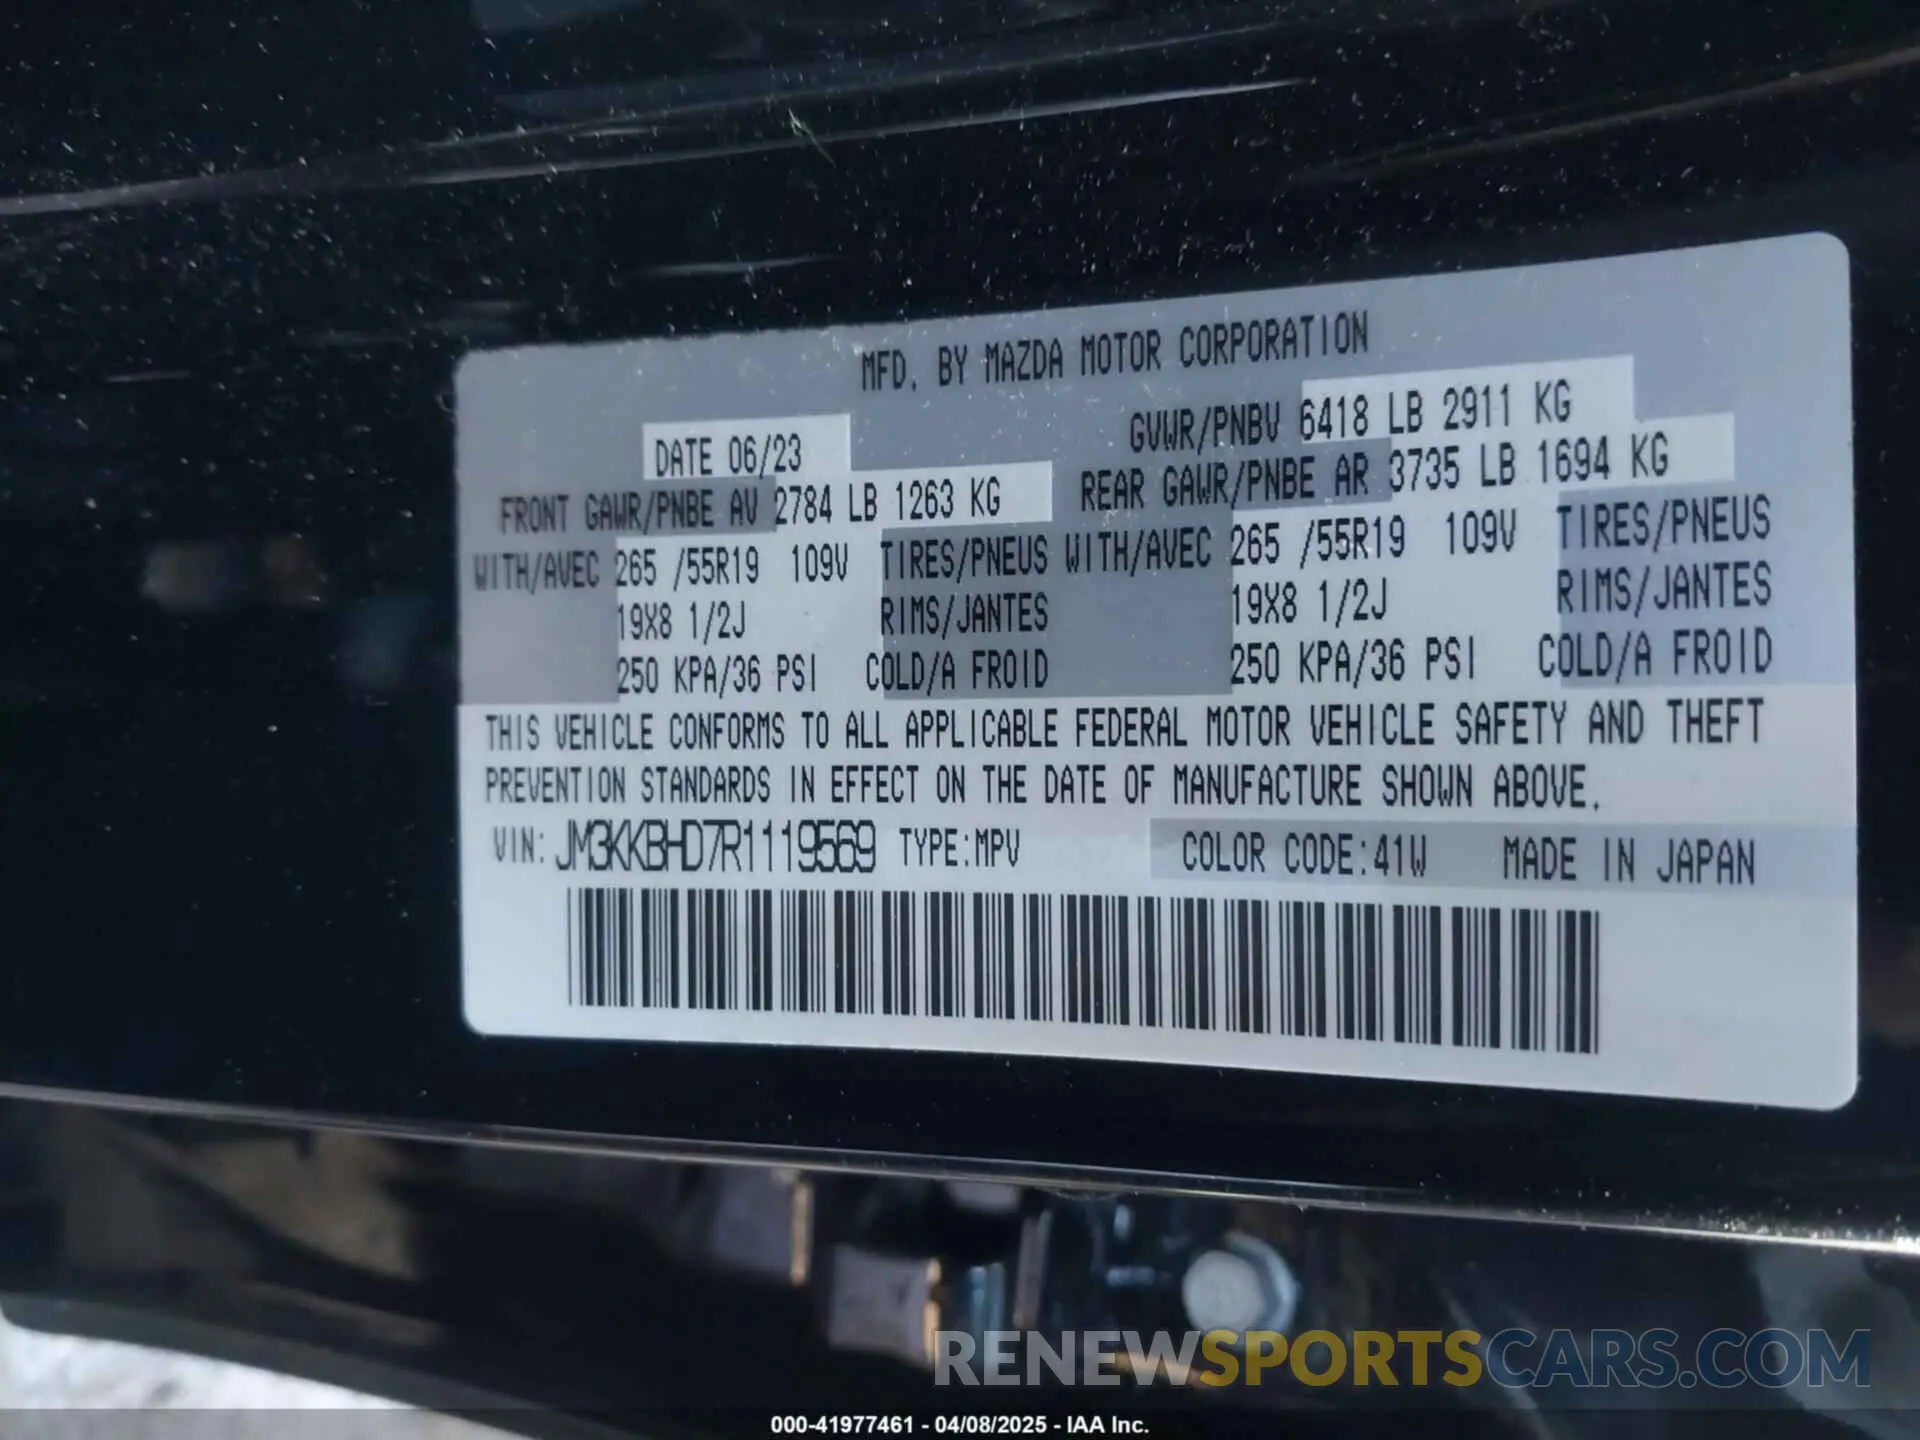 MFD. BY MAZDA MOTOR CORPORATION
DATE 06/23 GVWR/PNBV 6418 LB 2911 KG
FRONT GAWR/PNBE AV 2784 LB 1263 KG REAR GAWR/PNBE AR 3735 LB 1694 KG
WITH/AVEC 265 /55R19 109V TIRES/PNEUS WITH/AVEC 265 /55R19 109V TIRES/PNEUS
19X8 1/2J RIMS/JANTES 19X8 1/2J RIMS/JANTES
250 KPA/36 PSI COLD/A FROID 250 KPA/36 PSI COLD/A FROID
THIS VEHICLE CONFORMS TO ALL APPLICABLE FEDERAL MOTOR VEHICLE SAFETY AND THEFT
PREVENTION STANDARDS IN EFFECT ON THE DATE OF MANUFACTURE SHOWN ABOVE.
VIN: JM3KKBHD7R1119569 TYPE:MPV COLOR CODE:41W MADE IN JAPAN
RENEWSPORTSCARS.COM
000-41977461 - 04/08/2025 - IAA Inc.